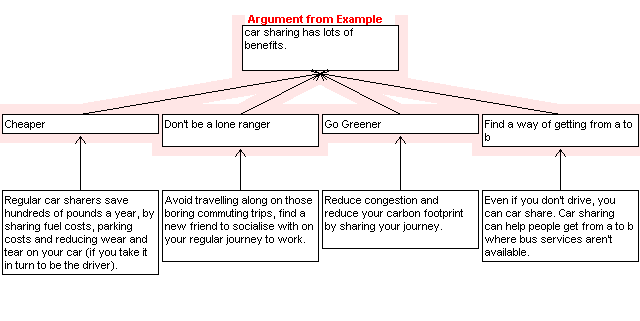 Argument from Example
car sharing has lots of
benefits.
Cheaper
Don't be a lone ranger
Go Greener
Find a way of getting from a to
b
Regular car sharers save
hundreds of pounds a year, by
sharing fuel costs, parking
costs and reducing wear and
tear on your car (if you take it
in turn to be the driver).
Avoid travelling along on those
boring commuting trips, find a
new friend to socialise with on
your regular journey to work.
Reduce congestion and
reduce your carbon footprint
by sharing your journey.
Even if you don't drive, you
can car share. Car sharing
can help people get from a to b
where bus services aren't
available.